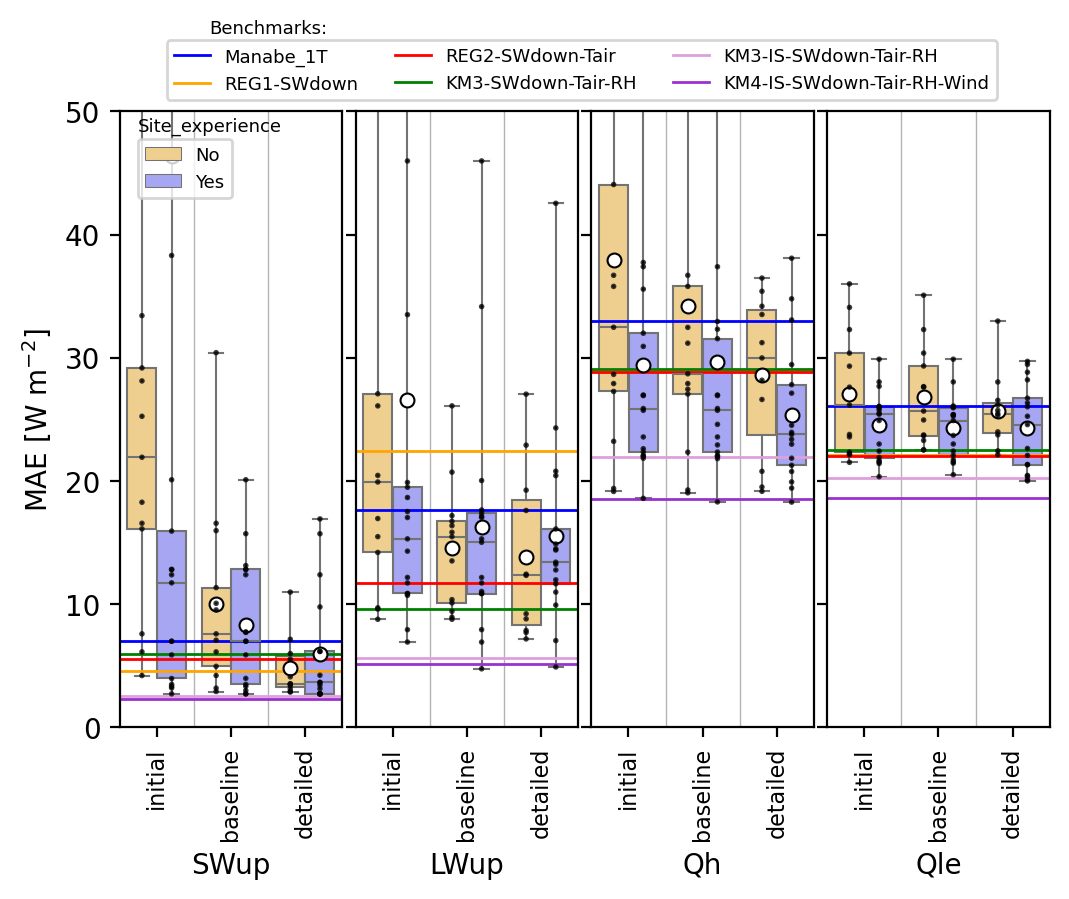 Benchmarks:
Manabe_1T
REG1-SWdown
REG2-SWdown-Tair
KM3-SWdown-Tair-RH
KM3-IS-SWdown-Tair-RH
KM4-IS-SWdown-Tair-RH-Wind
Site_experience
No
Yes
MAE [W m⁻²]
50
40
30
20
10
0
initial
baseline
detailed
initial
baseline
detailed
initial
baseline
detailed
initial
baseline
detailed
SWup
LWup
Qh
Qle